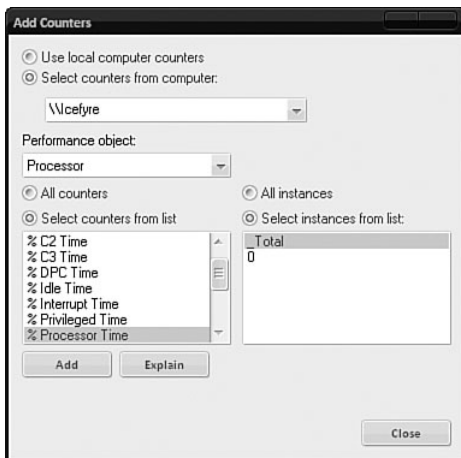 Add Counters
Use local computer counters
Select counters from computer:
\\Icefyre
Performance object:
Processor
All counters
All instances
Select counters from list
Select instances from list:
% C2 Time
% C3 Time
% DPC Time
% Idle Time
% Interrupt Time
% Privileged Time
% Processor Time
_Total
0
Add
Explain
Close